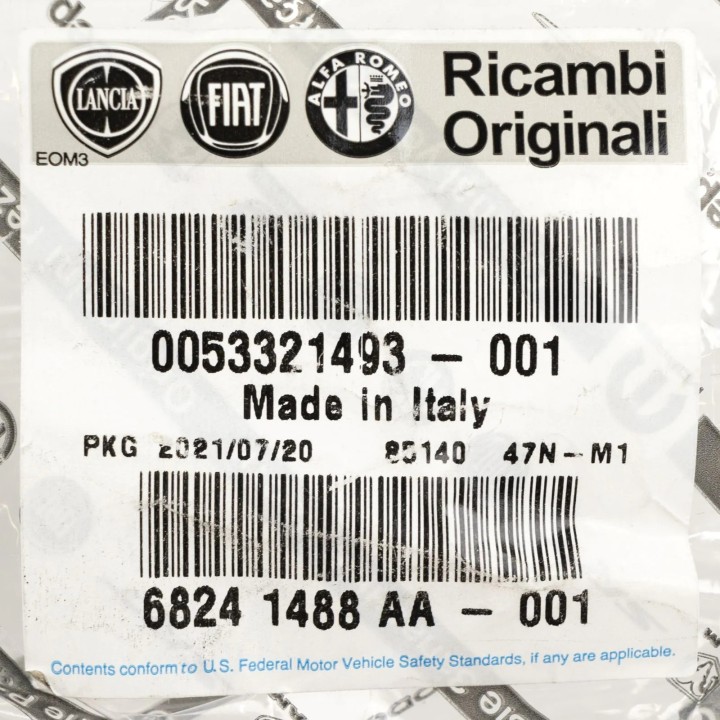 LANCIA
FIAT
ALFA ROMEO
Ricambi
Originali
EOM3
0053321493 - 001
Made in Italy
PKG 2021/07/20 85140 47N-M1
6824 1488 AA - 001
Contents conform to U.S. Federal Motor Vehicle Safety Standards, if any are applicable.